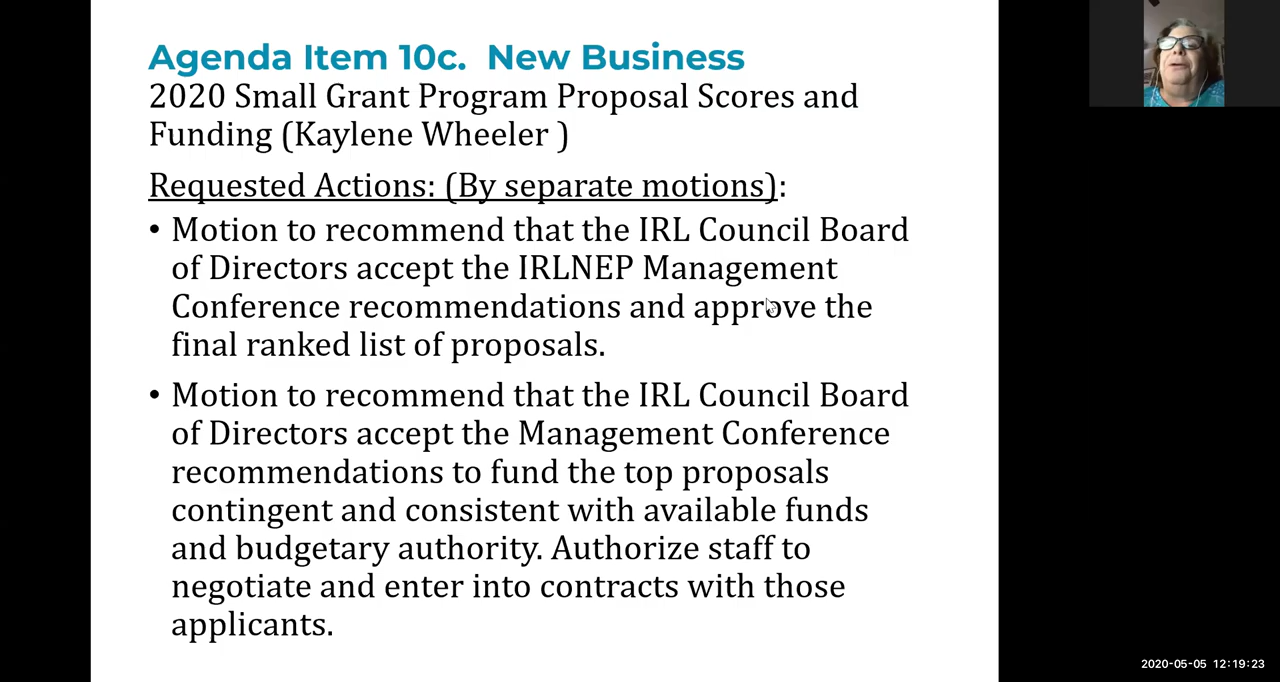 Agenda Item 10c.  New Business
2020 Small Grant Program Proposal Scores and
Funding (Kaylene Wheeler )
Requested Actions: (By separate motions):
• Motion to recommend that the IRL Council Board
of Directors accept the IRLNEP Management
Conference recommendations and approve the
final ranked list of proposals.
• Motion to recommend that the IRL Council Board
of Directors accept the Management Conference
recommendations to fund the top proposals
contingent and consistent with available funds
and budgetary authority. Authorize staff to
negotiate and enter into contracts with those
applicants.
2020-05-05  12:19:23